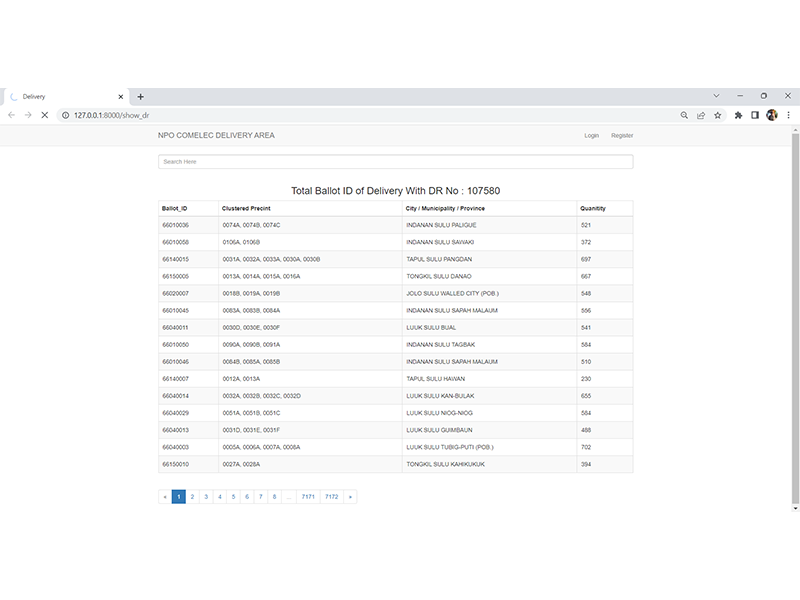 Delivery
127.0.0.1:8000/show_dr
NPO COMELEC DELIVERY AREA Login Register
Search Here
Total Ballot ID of Delivery With DR No : 107580
Ballot_ID Clustered Precint City / Municipality / Province Quanitity
66010036 0074A, 0074B, 0074C INDANAN SULU PALIGUE 521
66010058 0106A, 0106B INDANAN SULU SAWAKI 372
66140015 0031A, 0032A, 0033A, 0030A, 0030B TAPUL SULU PANGDAN 697
66150005 0013A, 0014A, 0015A, 0016A TONGKIL SULU DANAO 667
66020007 0018B, 0019A, 0019B JOLO SULU WALLED CITY (POB.) 548
66010045 0083A, 0083B, 0084A INDANAN SULU SAPAH MALAUM 556
66040011 0030D, 0030E, 0030F LUUK SULU BUAL 541
66010050 0090A, 0090B, 0091A INDANAN SULU TAGBAK 584
66010046 0084B, 0085A, 0085B INDANAN SULU SAPAH MALAUM 510
66140007 0012A, 0013A TAPUL SULU HAWAN 230
66040014 0032A, 0032B, 0032C, 0032D LUUK SULU KAN-BULAK 655
66040029 0051A, 0051B, 0051C LUUK SULU NIOG-NIOG 584
66040013 0031D, 0031E, 0031F LUUK SULU GUIMBAUN 488
66040003 0005A, 0006A, 0007A, 0008A LUUK SULU TUBIG-PUTI (POB.) 702
66150010 0027A, 0028A TONGKIL SULU KAHIKUKUK 394
« 1 2 3 4 5 6 7 8 ... 7171 7172 »